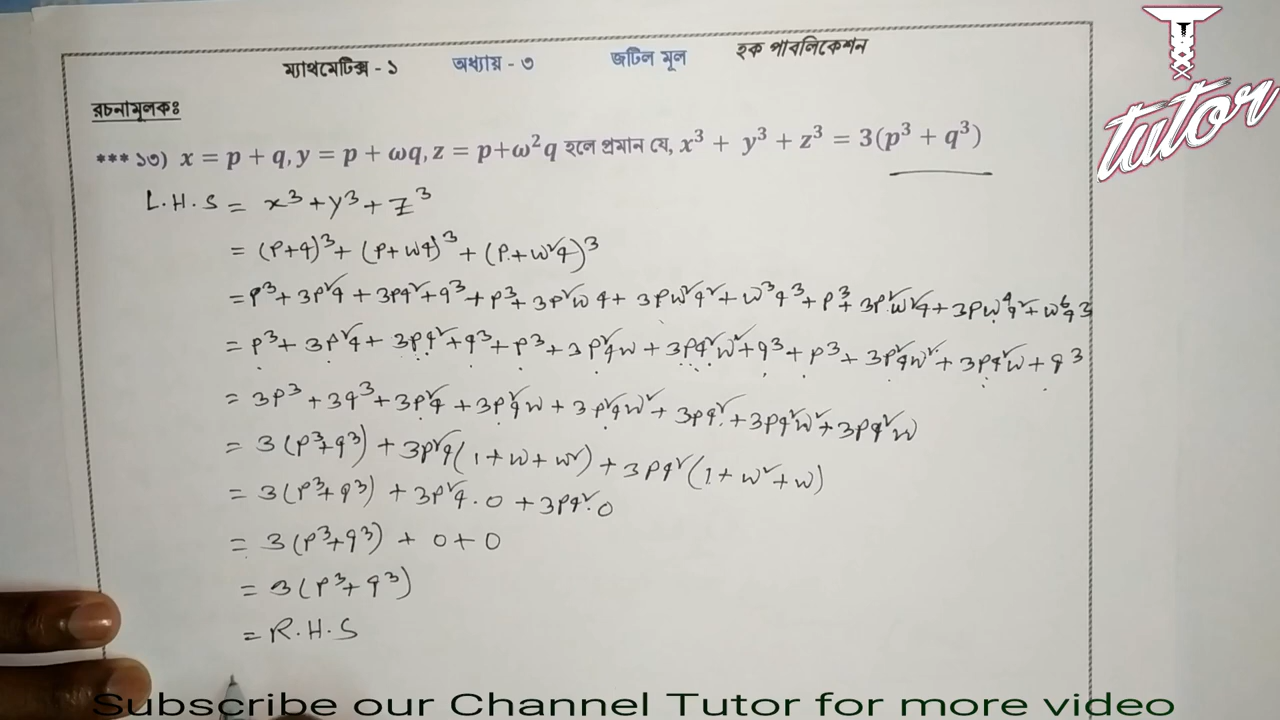 ম্যাথমেটিক্স - ১ অধ্যায় - ৩ জটিল মূল হক পাবলিকেশন
T
tutor
রচনামূলকঃ
*** ১৩) x = p + q, y = p + ωq, z = p+ω²q হলে প্রমান যে, x³ + y³ + z³ = 3(p³ + q³)
L.H.S = x³+y³+z³
= (p+q)³+(p+ωq)³+(p+ω²q)³
= p³+3p²q+3pq²+q³+p³+3p²ωq+3pω²q²+ω³q³+p³+3p²ω²q+3pω⁴q²+ω⁶q³
= p³+3p²q+3pq²+q³+p³+3p²qω+3pq²ω²+q³+p³+3p²qω²+3pq²ω+q³
= 3p³+3q³+3p²q+3p²qω+3p²qω²+3pq²+3pq²ω²+3pq²ω
= 3(p³+q³)+3p²q(1+ω+ω²)+3pq²(1+ω²+ω)
= 3(p³+q³)+3p²q.0+3pq².0
= 3(p³+q³)+0+0
= 3(p³+q³)
= R.H.S
Subscribe our Channel Tutor for more video